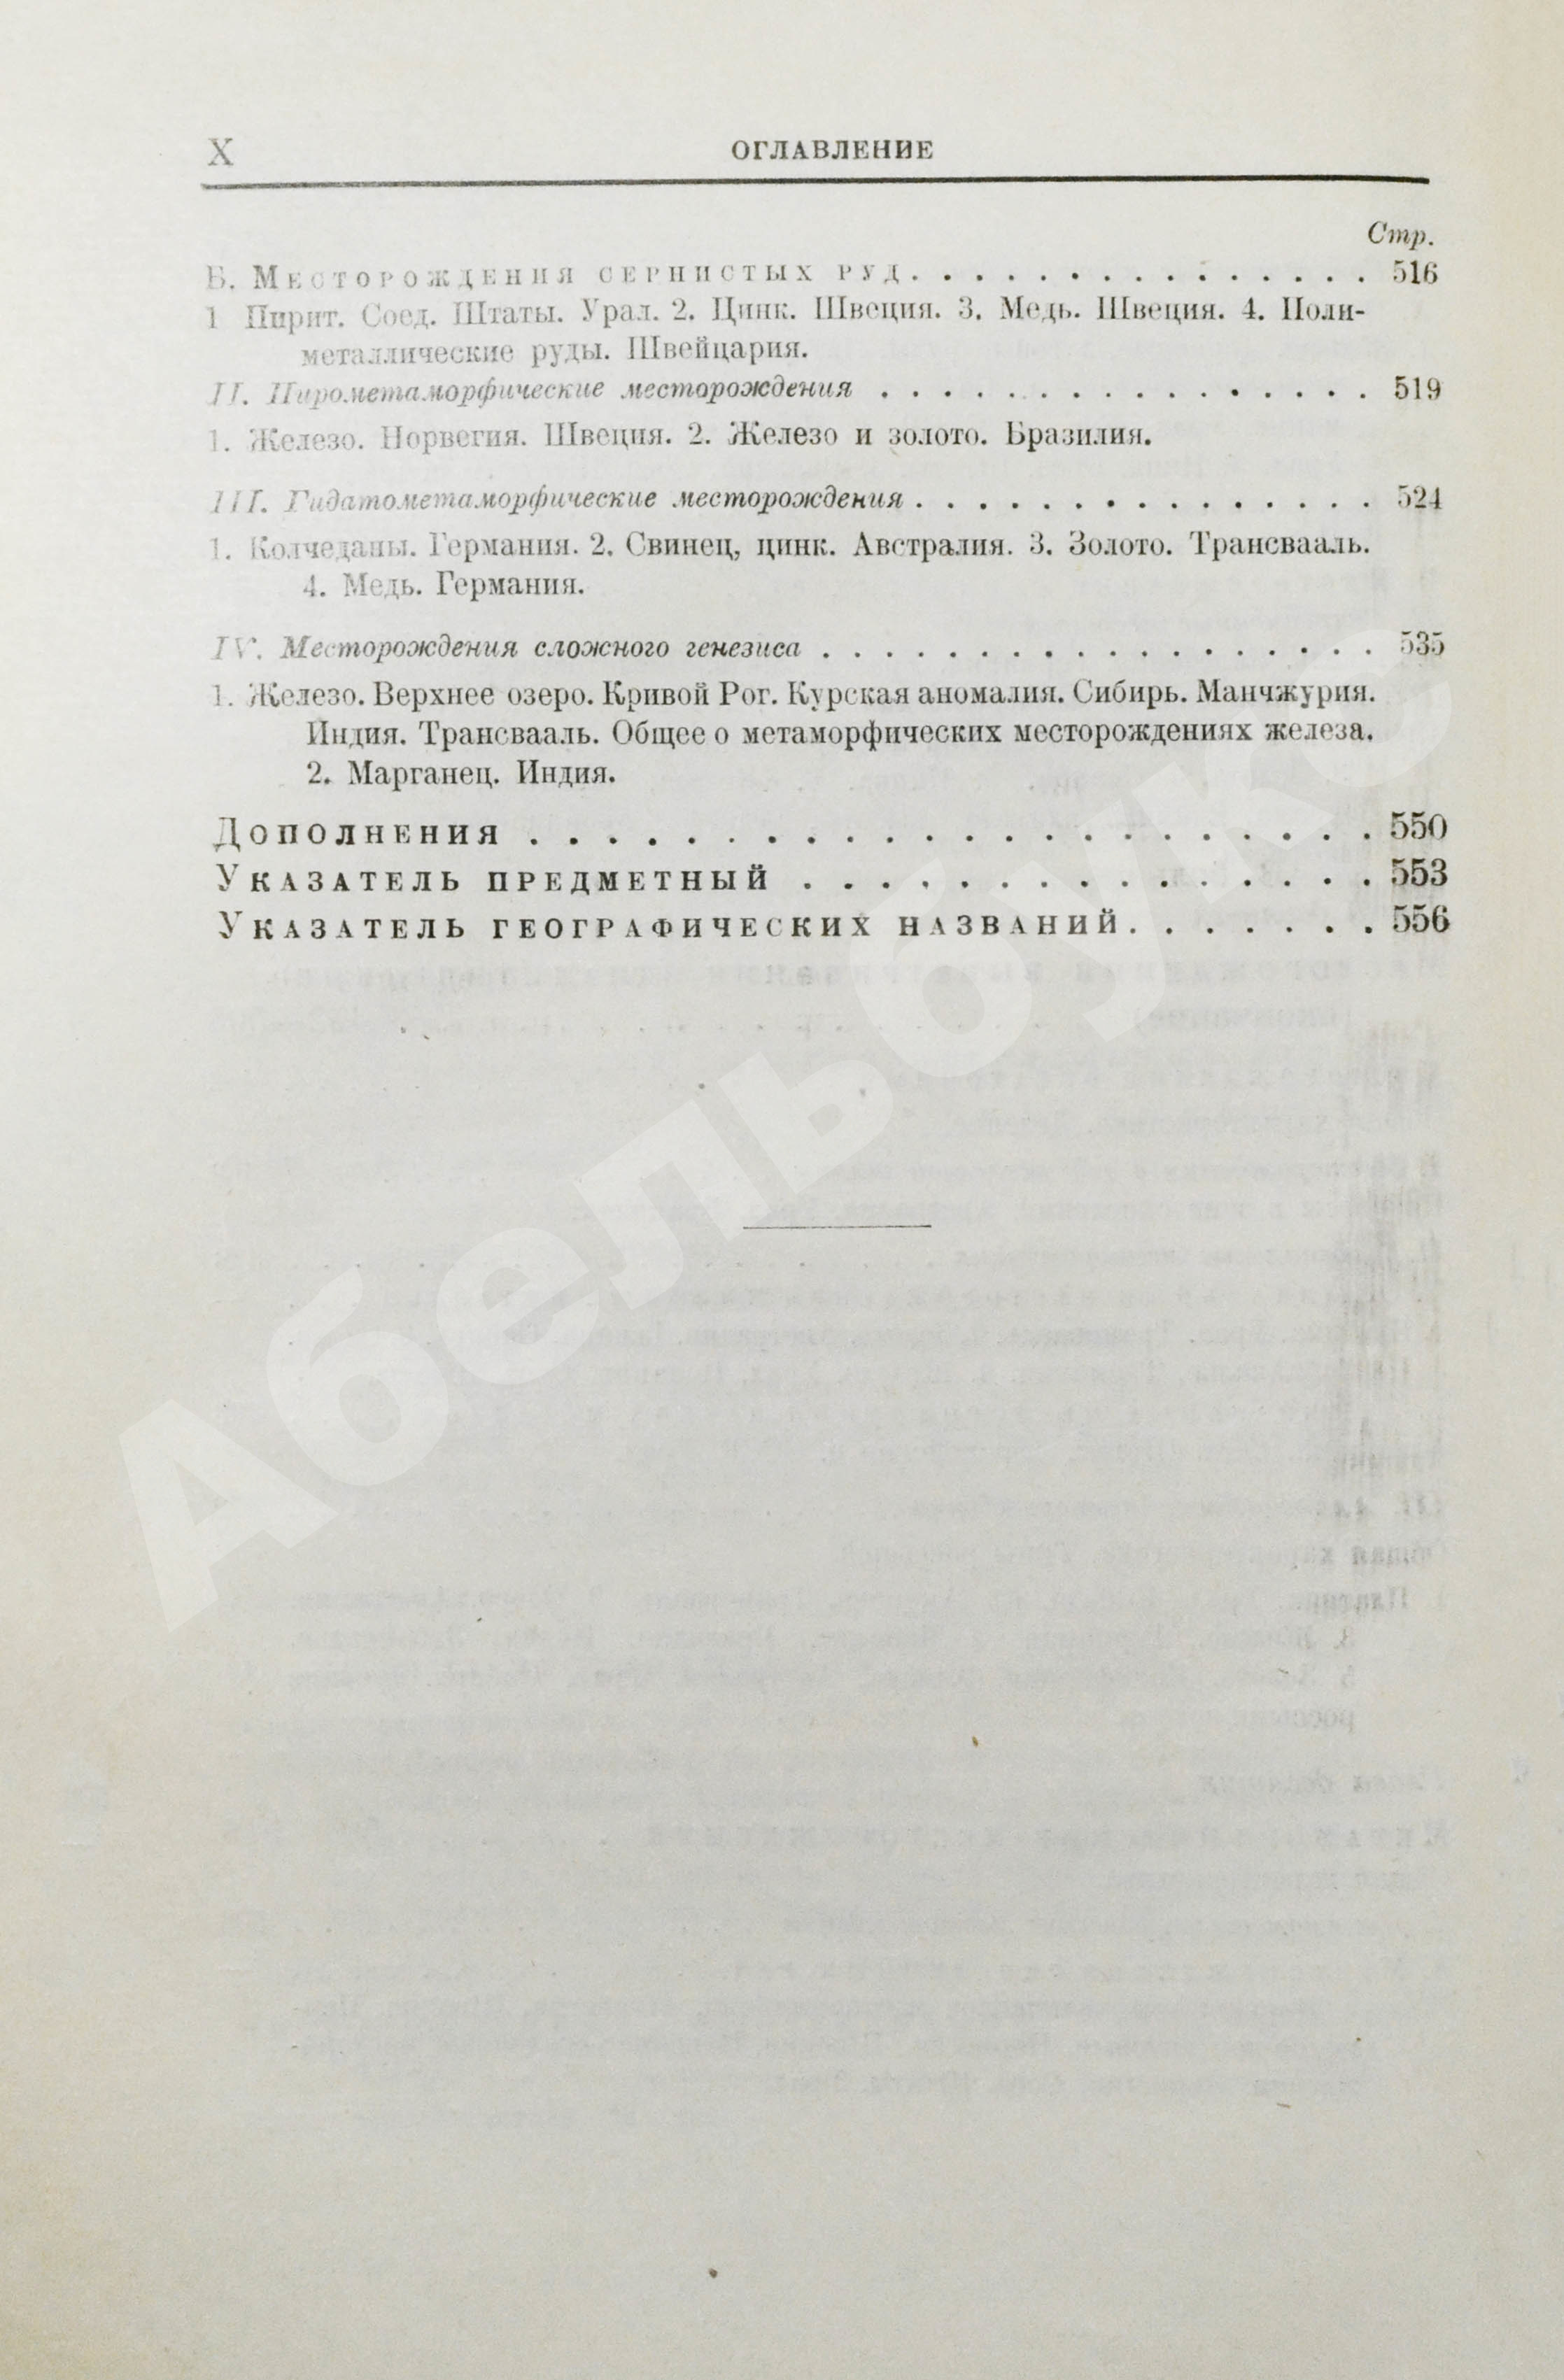 X ОГЛАВЛЕНИЕ
Стр.
Б. Месторождения сернистых руд. . . . . . . . . . . . . . . 516
1 Пирит. Соед. Штаты. Урал. 2. Цинк. Швеция. 3. Медь. Швеция. 4. Поли-
металлические руды. Швейцария.
II. Пирометаморфические месторождения . . . . . . . . . . . . . . . 519
1. Железо. Норвегия. Швеция. 2. Железо и золото. Бразилия.
III. Гидатометаморфические месторождения . . . . . . . . . . . . . . . 524
1. Колчеданы. Германия. 2. Свинец, цинк. Австралия. 3. Золото. Трансвааль.
4. Медь. Германия.
IV. Месторождения сложного генезиса . . . . . . . . . . . . . . . . . . 535
1. Железо. Верхнее озеро. Кривой Рог. Курская аномалия. Сибирь. Манчжурия.
Индия. Трансвааль. Общее о метаморфических месторождениях железа.
2. Марганец. Индия.
Дополнения . . . . . . . . . . . . . . . . . . . . . . 550
Указатель предметный . . . . . . . . . . . . . . . 553
Указатель географических названий. . . . . . . 556
Абельбукс